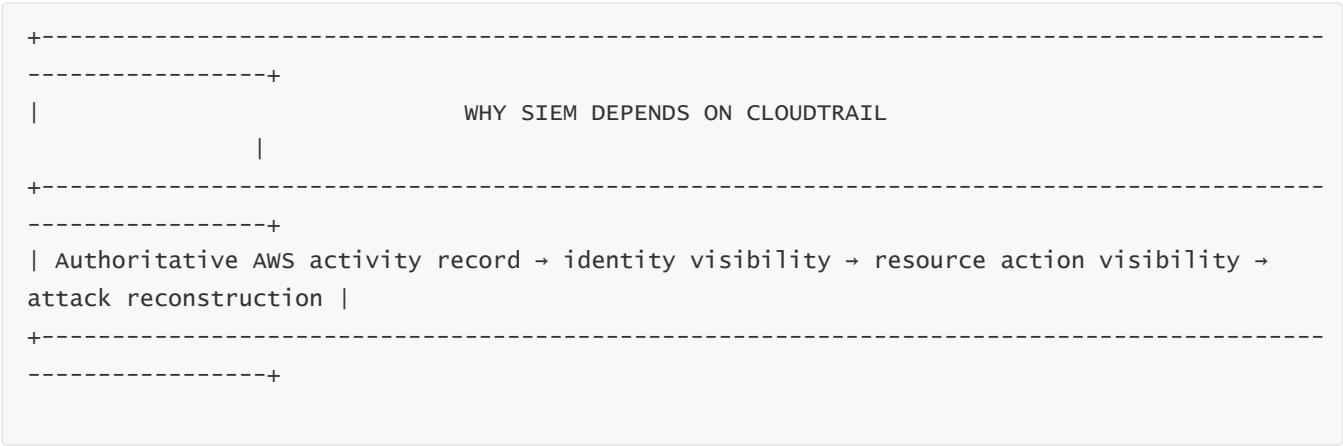 +-------------------------------------------------------------------------------------------
-----------------+
|                              WHY SIEM DEPENDS ON CLOUDTRAIL
                |
+-------------------------------------------------------------------------------------------
-----------------+
| Authoritative AWS activity record → identity visibility → resource action visibility →
attack reconstruction |
+-------------------------------------------------------------------------------------------
-----------------+